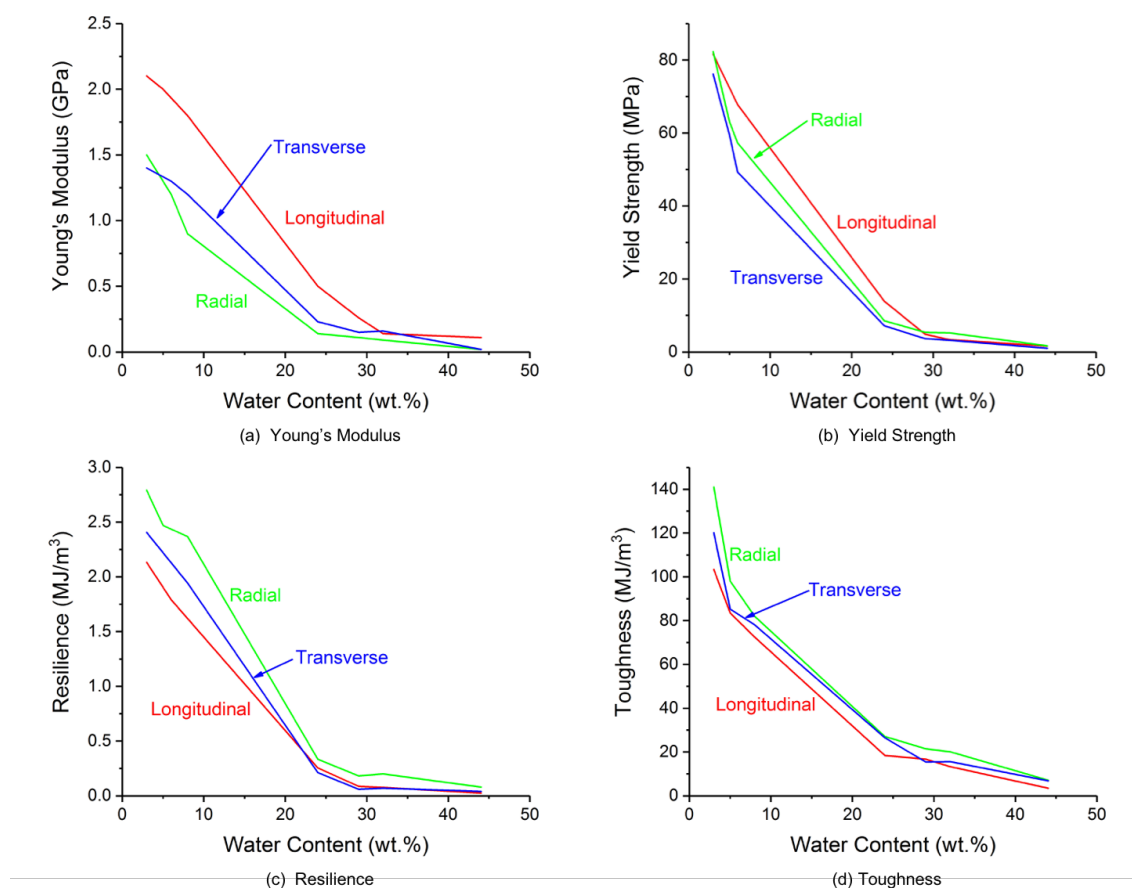 2.5
2.0
1.5
1.0
0.5
0.0
Young's Modulus (GPa)
Transverse
Longitudinal
Radial
0 10 20 30 40 50
Water Content (wt.%)
(a) Young's Modulus
80
60
40
20
0
Yield Strength (MPa)
Radial
Longitudinal
Transverse
0 10 20 30 40 50
Water Content (wt.%)
(b) Yield Strength
3.0
2.5
2.0
1.5
1.0
0.5
0.0
Resilience (MJ/m³)
Radial
Transverse
Longitudinal
0 10 20 30 40 50
Water Content (wt.%)
(c) Resilience
140
120
100
80
60
40
20
0
Toughness (MJ/m³)
Radial
Transverse
Longitudinal
0 10 20 30 40 50
Water Content (wt.%)
(d) Toughness